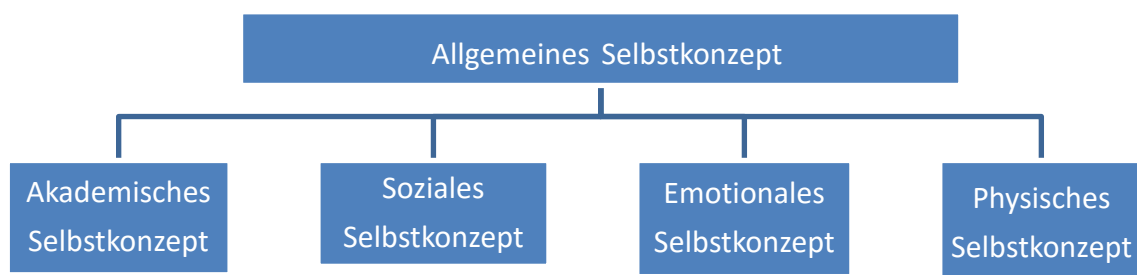 Allgemeines Selbstkonzept
Akademisches
Selbstkonzept
Soziales
Selbstkonzept
Emotionales
Selbstkonzept
Physisches
Selbstkonzept